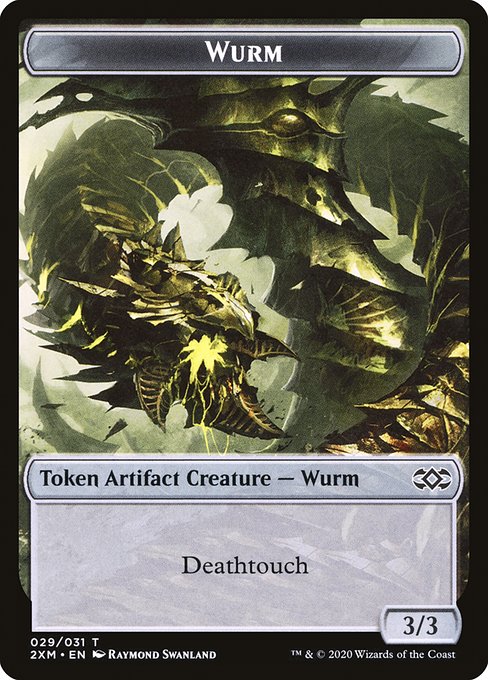 Wurm
Token Artifact Creature — Wurm
Deathtouch
3/3
029/031 T
2XM • EN Raymond Swanland
™ & © 2020 Wizards of the Coast